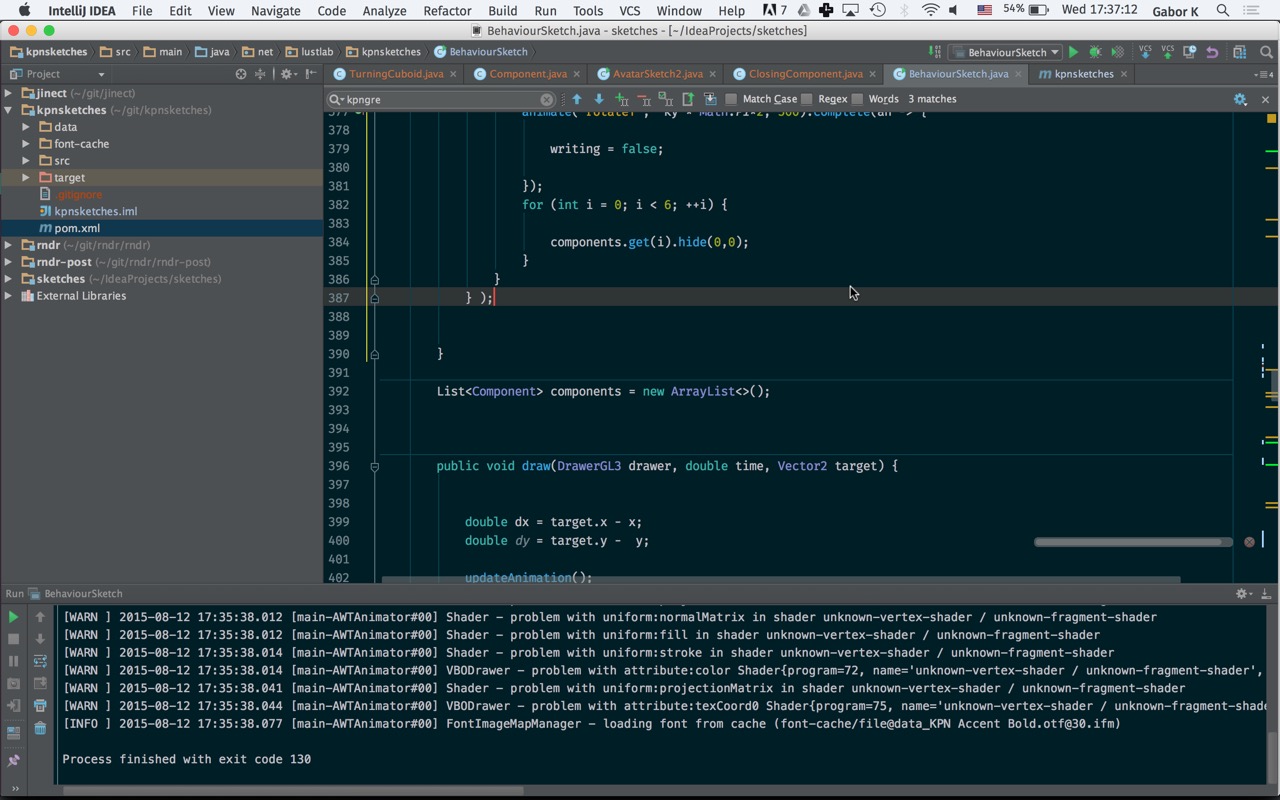 IntelliJ IDEA File Edit View Navigate Code Analyze Refactor Build Run Tools VCS Window Help 7 54% Wed 17:37:12 Gabor K
BehaviourSketch.java - sketches - [~/IdeaProjects/sketches]
kpnsketches src main java net lustlab kpnsketches BehaviourSketch BehaviourSketch VCS VCS
Project TurningCuboid.java Component.java AvatarSketch2.java ClosingComponent.java BehaviourSketch.java m kpnsketches 4
kpngre Match Case Regex Words 3 matches
jinect (~/git/jinect)
kpnsketches (~/git/kpnsketches)
data
font-cache
src
target
.gitignore
kpnsketches.iml
m pom.xml
rndr (~/git/rndr/rndr)
rndr-post (~/git/rndr/rndr-post)
sketches (~/IdeaProjects/sketches)
External Libraries
377
378
379 writing = false;
380
381 });
382 for (int i = 0; i < 6; ++i) {
383
384 components.get(i).hide(0,0);
385 }
386 }
387 } );
388
389
390 }
391
392 List<Component> components = new ArrayList<>();
393
394
395
396 public void draw(DrawerGL3 drawer, double time, Vector2 target) {
397
398
399 double dx = target.x - x;
400 double dy = target.y -  y;
401
402 updateAnimation();
Run BehaviourSketch
[WARN ] 2015-08-12 17:35:38.012 [main-AWTAnimator#00] Shader – problem with uniform:normalMatrix in shader unknown-vertex-shader / unknown-fragment-shader
[WARN ] 2015-08-12 17:35:38.012 [main-AWTAnimator#00] Shader – problem with uniform:fill in shader unknown-vertex-shader / unknown-fragment-shader
[WARN ] 2015-08-12 17:35:38.014 [main-AWTAnimator#00] Shader – problem with uniform:stroke in shader unknown-vertex-shader / unknown-fragment-shader
[WARN ] 2015-08-12 17:35:38.014 [main-AWTAnimator#00] VBODrawer – problem with attribute:color Shader{program=72, name='unknown-vertex-shader / unknown-fragment-shader',
[WARN ] 2015-08-12 17:35:38.041 [main-AWTAnimator#00] Shader – problem with uniform:projectionMatrix in shader unknown-vertex-shader / unknown-fragment-shader
[WARN ] 2015-08-12 17:35:38.044 [main-AWTAnimator#00] VBODrawer – problem with attribute:texCoord0 Shader{program=75, name='unknown-vertex-shader / unknown-fragment-shade
[INFO ] 2015-08-12 17:35:38.077 [main-AWTAnimator#00] FontImageMapManager – loading font from cache (font-cache/file@data_KPN Accent Bold.otf@30.ifm)
Process finished with exit code 130